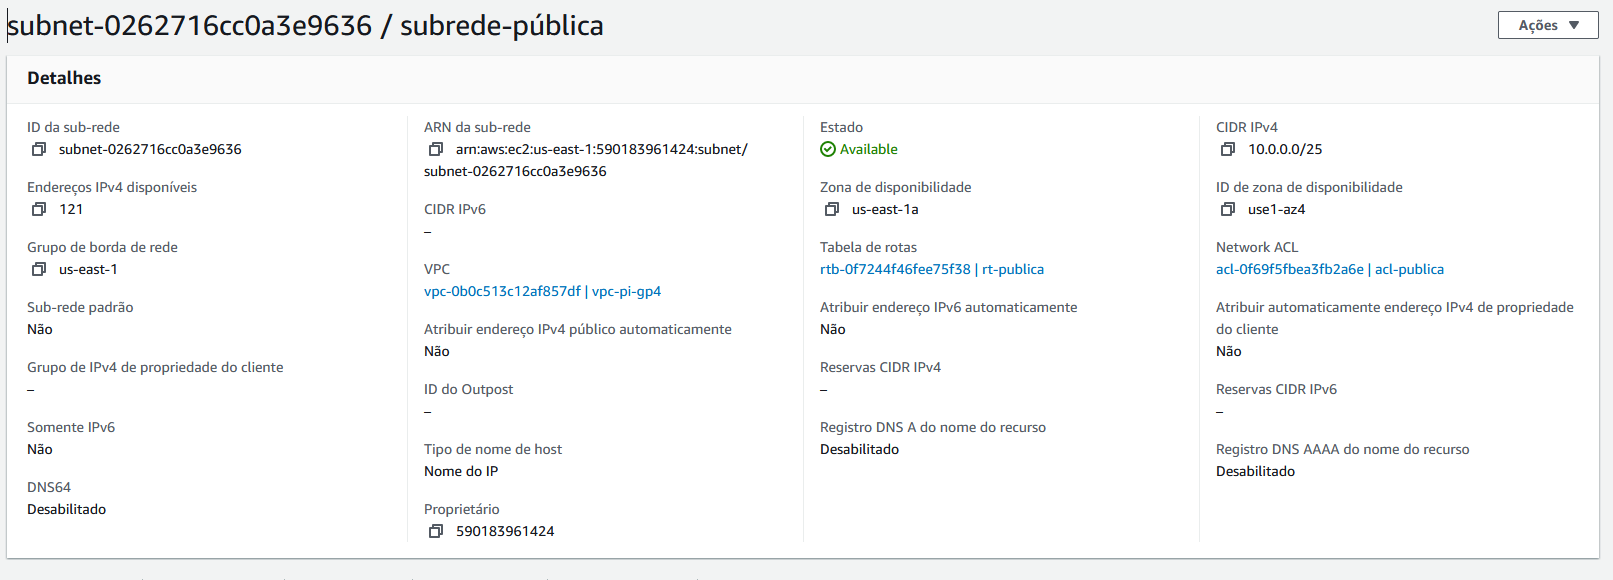 subnet-0262716cc0a3e9636 / subrede-pública
Ações
Detalhes
ID da sub-rede
subnet-0262716cc0a3e9636
Endereços IPv4 disponíveis
121
Grupo de borda de rede
us-east-1
Sub-rede padrão
Não
Grupo de IPv4 de propriedade do cliente
–
Somente IPv6
Não
DNS64
Desabilitado
ARN da sub-rede
arn:aws:ec2:us-east-1:590183961424:subnet/
subnet-0262716cc0a3e9636
CIDR IPv6
–
VPC
vpc-0b0c513c12af857df | vpc-pi-gp4
Atribuir endereço IPv4 público automaticamente
Não
ID do Outpost
–
Tipo de nome de host
Nome do IP
Proprietário
590183961424
Estado
Available
Zona de disponibilidade
us-east-1a
Tabela de rotas
rtb-0f7244f46fee75f38 | rt-publica
Atribuir endereço IPv6 automaticamente
Não
Reservas CIDR IPv4
–
Registro DNS A do nome do recurso
Desabilitado
CIDR IPv4
10.0.0.0/25
ID de zona de disponibilidade
use1-az4
Network ACL
acl-0f69f5fbea3fb2a6e | acl-publica
Atribuir automaticamente endereço IPv4 de propriedade
do cliente
Não
Reservas CIDR IPv6
–
Registro DNS AAAA do nome do recurso
Desabilitado